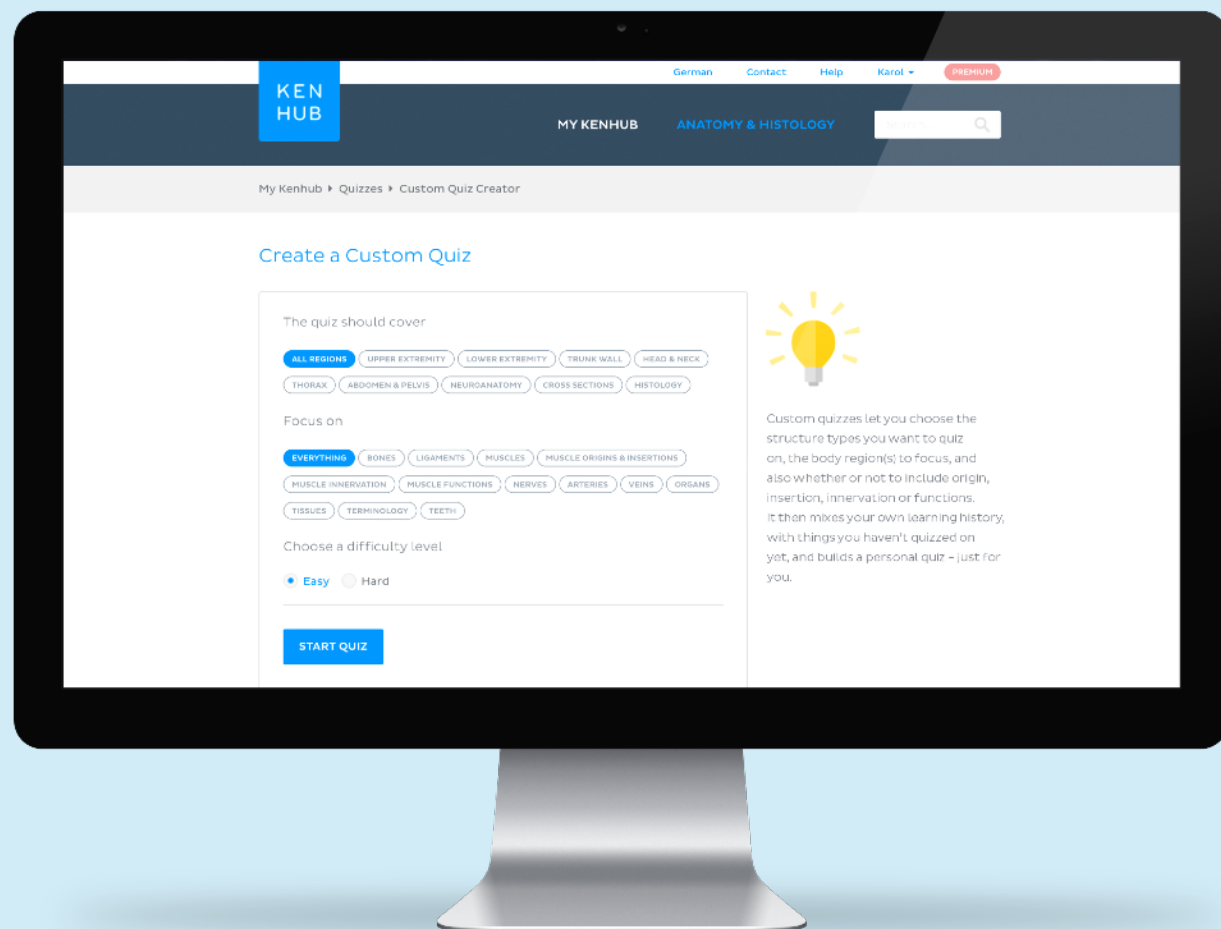 German Contact Help Karol PREMIUM
KEN
HUB
MY KENHUB ANATOMY & HISTOLOGY
My Kenhub Quizzes Custom Quiz Creator
Create a Custom Quiz
The quiz should cover
ALL REGIONS UPPER EXTREMITY LOWER EXTREMITY TRUNK WALL HEAD & NECK
THORAX ABDOMEN & PELVIS NEUROANATOMY CROSS SECTIONS HISTOLOGY
Focus on
EVERYTHING BONES LIGAMENTS MUSCLES MUSCLE ORIGINS & INSERTIONS
MUSCLE INNERVATION MUSCLE FUNCTIONS NERVES ARTERIES VEINS ORGANS
TISSUES TERMINOLOGY TEETH
Choose a difficulty level
Easy Hard
START QUIZ
Custom quizzes let you choose the
structure types you want to quiz
on, the body region(s) to focus, and
also whether or not to include origin,
insertion, innervation or functions.
It then mixes your own learning history,
with things you haven't quizzed on
yet, and builds a personal quiz – just for
you.